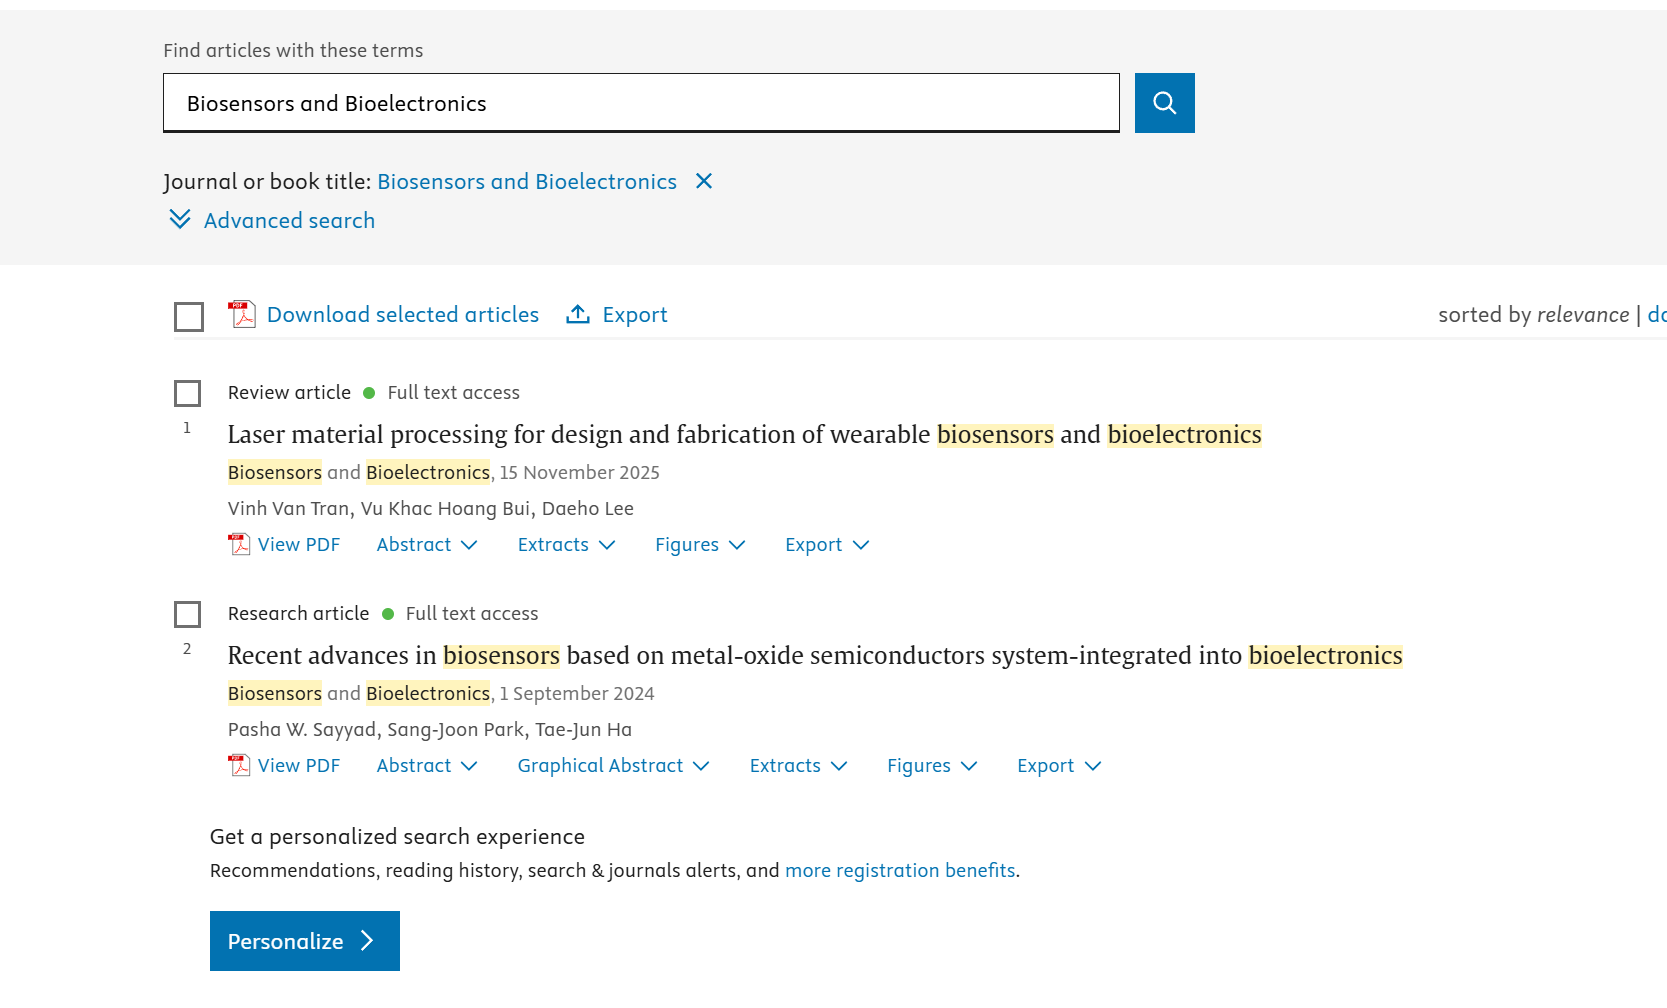 Find articles with these terms
Biosensors and Bioelectronics
Journal or book title: Biosensors and Bioelectronics
Advanced search
Download selected articles Export sorted by relevance |
Review article Full text access
1 Laser material processing for design and fabrication of wearable biosensors and bioelectronics
Biosensors and Bioelectronics, 15 November 2025
Vinh Van Tran, Vu Khac Hoang Bui, Daeho Lee
View PDF Abstract Extracts Figures Export
Research article Full text access
2 Recent advances in biosensors based on metal-oxide semiconductors system-integrated into bioelectronics
Biosensors and Bioelectronics, 1 September 2024
Pasha W. Sayyad, Sang-Joon Park, Tae-Jun Ha
View PDF Abstract Graphical Abstract Extracts Figures Export
Get a personalized search experience
Recommendations, reading history, search & journals alerts, and more registration benefits.
Personalize